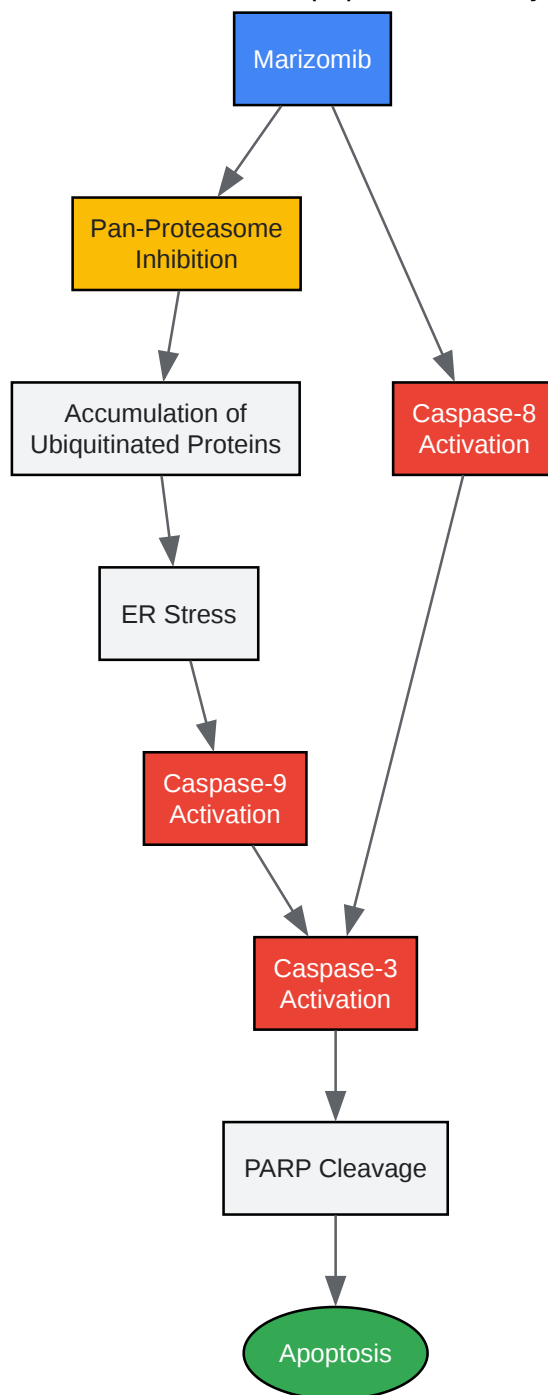 Marizomib
Pan-Proteasome
Inhibition
Accumulation of
Ubiquitinated Proteins
Caspase-8
Activation
ER Stress
Caspase-9
Activation
Caspase-3
Activation
PARP Cleavage
Apoptosis